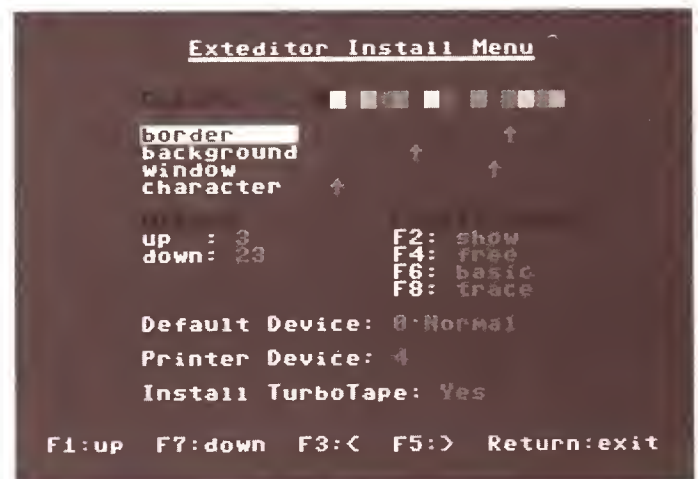 Exteditor Install Menu
border
background
window
character
up : 3
down: 23
F2: show
F4: free
F6: basic
F8: trace
Default Device: 0:Normal
Printer Device: 4
Install TurboTape: Yes
F1:up F7:down F3:< F5:> Return:exit